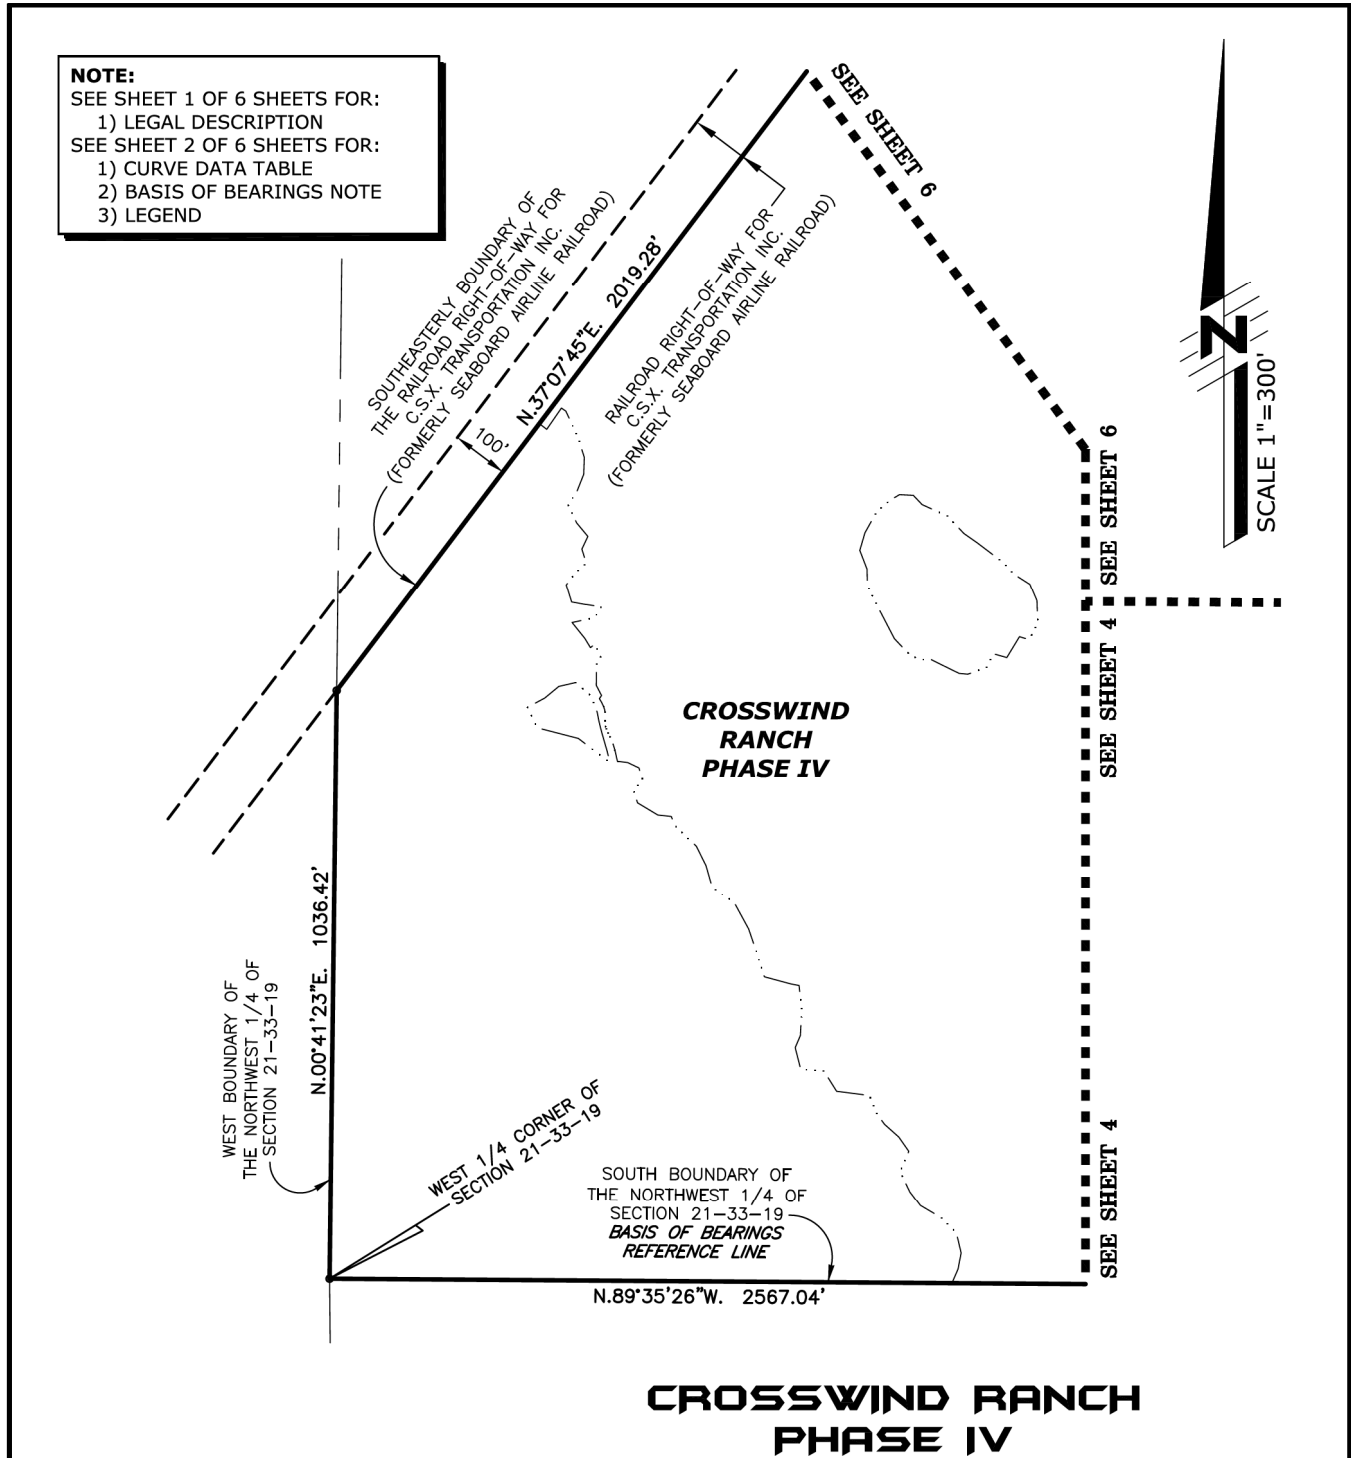 NOTE:
SEE SHEET 1 OF 6 SHEETS FOR:
1) LEGAL DESCRIPTION
SEE SHEET 2 OF 6 SHEETS FOR:
1) CURVE DATA TABLE
2) BASIS OF BEARINGS NOTE
3) LEGEND
SEE SHEET 6
SOUTHEASTERLY BOUNDARY OF
THE RAILROAD RIGHT-OF-WAY FOR
C.S.X. TRANSPORTATION INC.
(FORMERLY SEABOARD AIRLINE RAILROAD)
N.37°07'45"E. 2019.28'
100'
RAILROAD RIGHT-OF-WAY FOR
C.S.X. TRANSPORTATION INC.
(FORMERLY SEABOARD AIRLINE RAILROAD)
N
SCALE 1"=300'
SEE SHEET 6
SEE SHEET 4
CROSSWIND
RANCH
PHASE IV
N.00°41'23"E. 1036.42'
WEST BOUNDARY OF
THE NORTHWEST 1/4 OF
SECTION 21-33-19
WEST 1/4 CORNER OF
SECTION 21-33-19
SOUTH BOUNDARY OF
THE NORTHWEST 1/4 OF
SECTION 21-33-19
BASIS OF BEARINGS
REFERENCE LINE
SEE SHEET 4
N.89°35'26"W. 2567.04'
CROSSWIND RANCH
PHASE IV